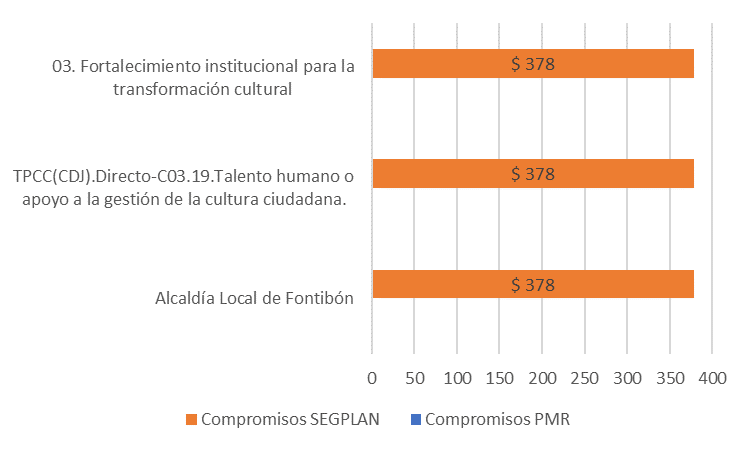 03. Fortalecimiento institucional para la
transformación cultural
$ 378
TPCC(CDJ).Directo-C03.19.Talento humano o
apoyo a la gestión de la cultura ciudadana.
$ 378
Alcaldía Local de Fontibón
$ 378
0 50 100 150 200 250 300 350 400
Compromisos SEGPLAN Compromisos PMR